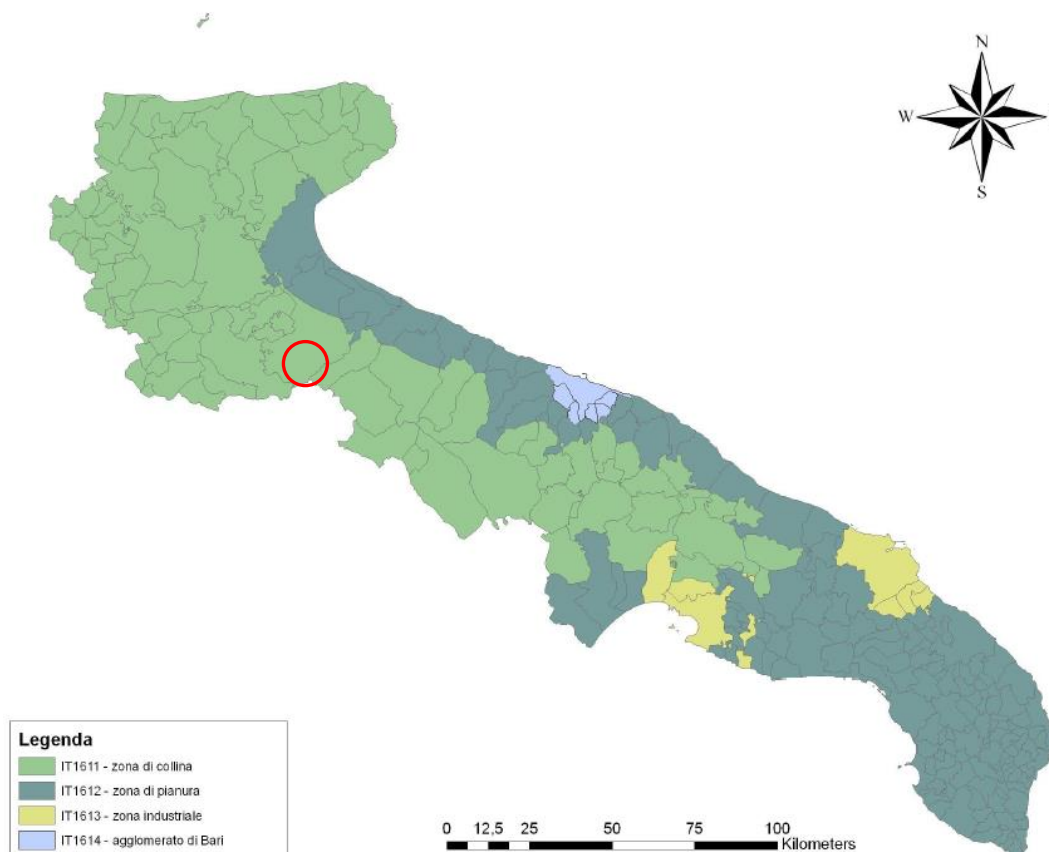 N
W
S
Legenda
IT1611 - zona di collina
IT1612 - zona di pianura
IT1613 - zona industriale
IT1614 - agglomerato di Bari
0 12,5 25 50 75 100
Kilometers